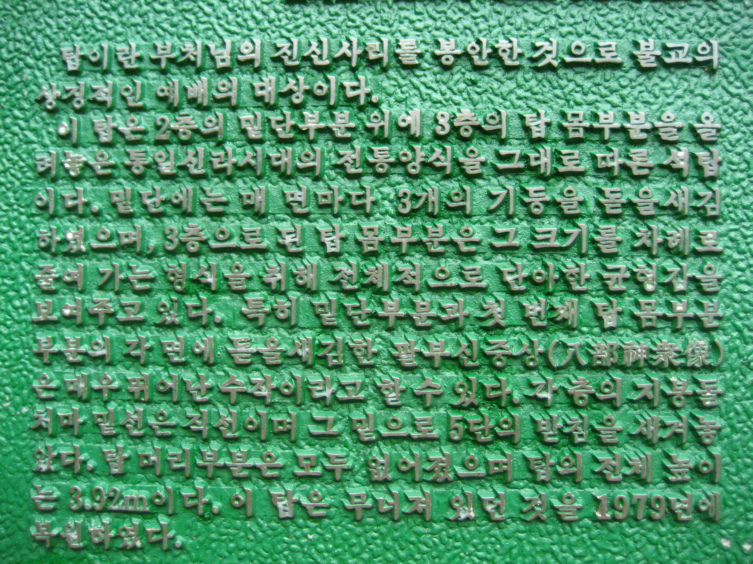 탑이란 부처님의 진신사리를 봉안한 것으로 불교의
상징적인 예배의 대상이다.
이 탑은 2층의 밑단부분 위에 3층의 탑 몸부분을 올
려놓은 통일신라시대의 전통양식을 그대로 따른 석탑
이다. 밑단에는 매 면마다 3개의 기둥을 돋을새김
하였으며, 3층으로 된 탑 몸부분은 그 크기를 차례로
줄여 가는 형식을 취해 전체적으로 단아한 균형감을
보여주고 있다. 특히 밑단부분과 첫 번째 탑 몸부분
부분의 각 면에 돋을새김한 팔부신중상(八部神衆像)
은 매우 뛰어난 수작이라고 할 수 있다. 각 층의 지붕돌
처마 밑선은 직선이며 그 밑으로 5단의 받침을 새겨놓
았다. 탑 머리부분은 모두 없어졌으며 탑의 전체 높이
는 3.92m이다. 이 탑은 무너져 있던 것을 1979년에
복원하였다.